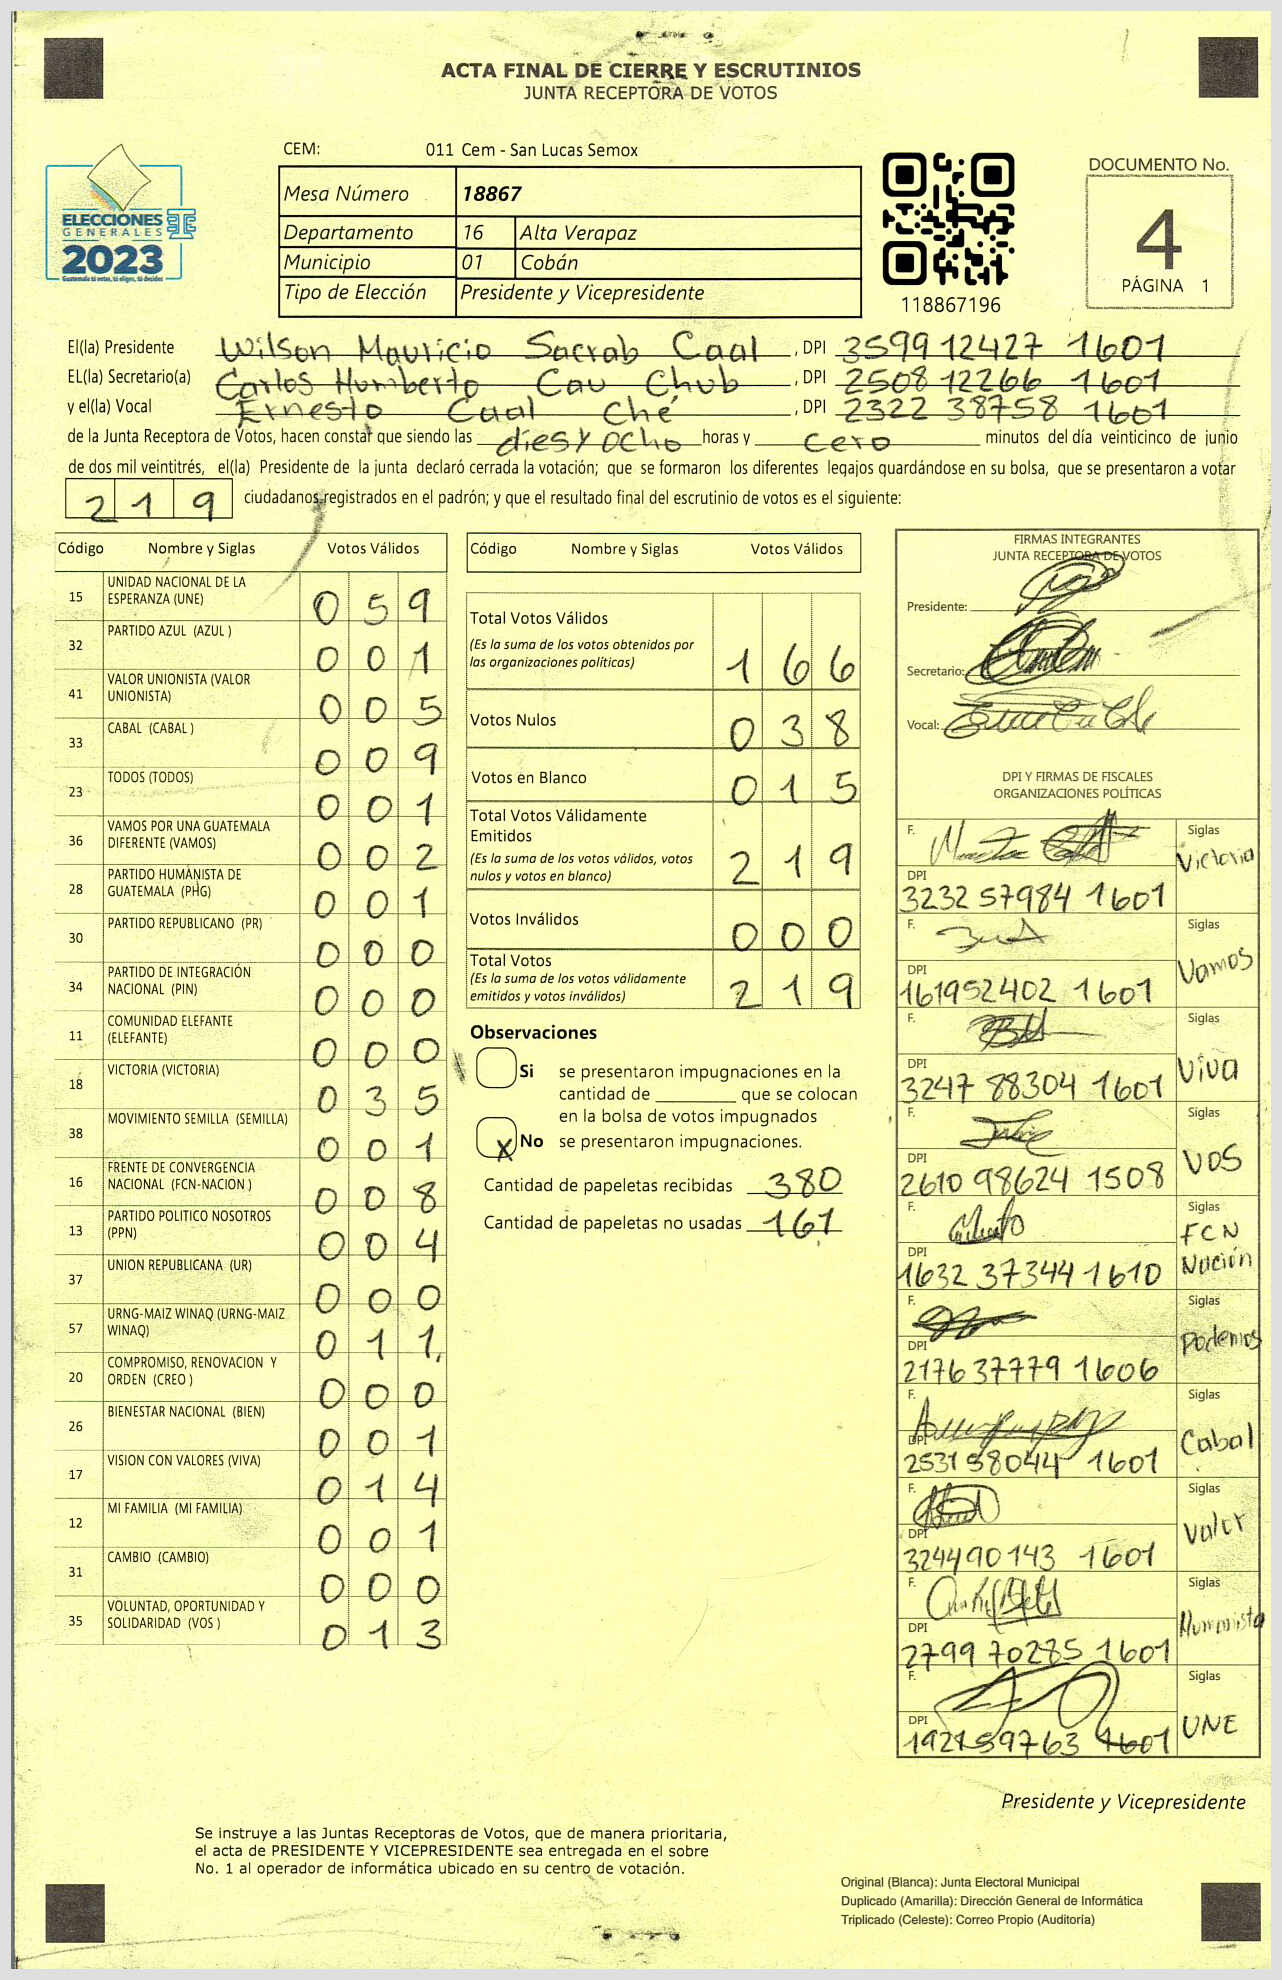 ACTA FINAL DE CIERRE Y ESCRUTINIOS
JUNTA RECEPTORA DE VOTOS
CEM: 011 Cem - San Lucas Semox
Mesa Número 18867
Departamento 16 Alta Verapaz
Municipio 01 Cobán
Tipo de Elección Presidente y Vicepresidente
ELECCIONES
GENERALES
2023
Guatemala tú votas, tú eliges, tú decides
118867196
DOCUMENTO No.
4
PÁGINA 1
El(la) Presidente Wilson Mauricio Sacrab Caal , DPI 3599 12427 1601
EL(la) Secretario(a) Carlos Humberto Cau Chub , DPI 2508 12266 1601
y el(la) Vocal Ernesto Caal Ché , DPI 2322 38758 1601
de la Junta Receptora de Votos, hacen constar que siendo las dies y ocho horas y cero minutos del día veinticinco de junio
de dos mil veintitrés, el(la) Presidente de la junta declaró cerrada la votación; que se formaron los diferentes legajos guardándose en su bolsa, que se presentaron a votar
219 ciudadanos registrados en el padrón; y que el resultado final del escrutinio de votos es el siguiente:
Código Nombre y Siglas Votos Válidos
15 UNIDAD NACIONAL DE LA ESPERANZA (UNE) 059
32 PARTIDO AZUL (AZUL ) 001
41 VALOR UNIONISTA (VALOR UNIONISTA) 005
33 CABAL (CABAL ) 009
23 TODOS (TODOS) 001
36 VAMOS POR UNA GUATEMALA DIFERENTE (VAMOS) 002
28 PARTIDO HUMANISTA DE GUATEMALA (PHG) 001
30 PARTIDO REPUBLICANO (PR) 000
34 PARTIDO DE INTEGRACIÓN NACIONAL (PIN) 000
11 COMUNIDAD ELEFANTE (ELEFANTE) 000
18 VICTORIA (VICTORIA) 035
38 MOVIMIENTO SEMILLA (SEMILLA) 001
16 FRENTE DE CONVERGENCIA NACIONAL (FCN-NACION ) 008
13 PARTIDO POLITICO NOSOTROS (PPN) 004
37 UNION REPUBLICANA (UR) 000
57 URNG-MAIZ WINAQ (URNG-MAIZ WINAQ) 011
20 COMPROMISO, RENOVACION Y ORDEN (CREO ) 000
26 BIENESTAR NACIONAL (BIEN) 001
17 VISION CON VALORES (VIVA) 014
12 MI FAMILIA (MI FAMILIA) 001
31 CAMBIO (CAMBIO) 000
35 VOLUNTAD, OPORTUNIDAD Y SOLIDARIDAD (VOS ) 013
Código Nombre y Siglas Votos Válidos
Total Votos Válidos
(Es la suma de los votos obtenidos por
las organizaciones políticas) 166
Votos Nulos 038
Votos en Blanco 015
Total Votos Válidamente
Emitidos
(Es la suma de los votos válidos, votos
nulos y votos en blanco) 219
Votos Inválidos 000
Total Votos
(Es la suma de los votos válidamente
emitidos y votos inválidos) 219
Observaciones
Si se presentaron impugnaciones en la
cantidad de ________ que se colocan
en la bolsa de votos impugnados
X No se presentaron impugnaciones.
Cantidad de papeletas recibidas 380
Cantidad de papeletas no usadas 161
FIRMAS INTEGRANTES
JUNTA RECEPTORA DE VOTOS
Presidente:
Secretario:
Vocal:
DPI Y FIRMAS DE FISCALES
ORGANIZACIONES POLÍTICAS
F. Siglas Victoria
DPI 3232 57984 1601
F. Siglas Vamos
DPI 161952402 1601
F. Siglas Viva
DPI 3247 88304 1601
F. Siglas VOS
DPI 2610 98624 1508
F. Siglas FCN Nación
DPI 1632 37344 1610
F. Siglas Podemos
DPI 2176 37779 1606
F. Siglas Cabal
DPI 2531 58044 1601
F. Siglas Valor
DPI 324490143 1601
F. Siglas Humanista
DPI 2799 70285 1601
F. Siglas UNE
DPI 1601
Presidente y Vicepresidente
Se instruye a las Juntas Receptoras de Votos, que de manera prioritaria,
el acta de PRESIDENTE Y VICEPRESIDENTE sea entregada en el sobre
No. 1 al operador de informática ubicado en su centro de votación.
Original (Blanca): Junta Electoral Municipal
Duplicado (Amarilla): Dirección General de Informática
Triplicado (Celeste): Correo Propio (Auditoría)